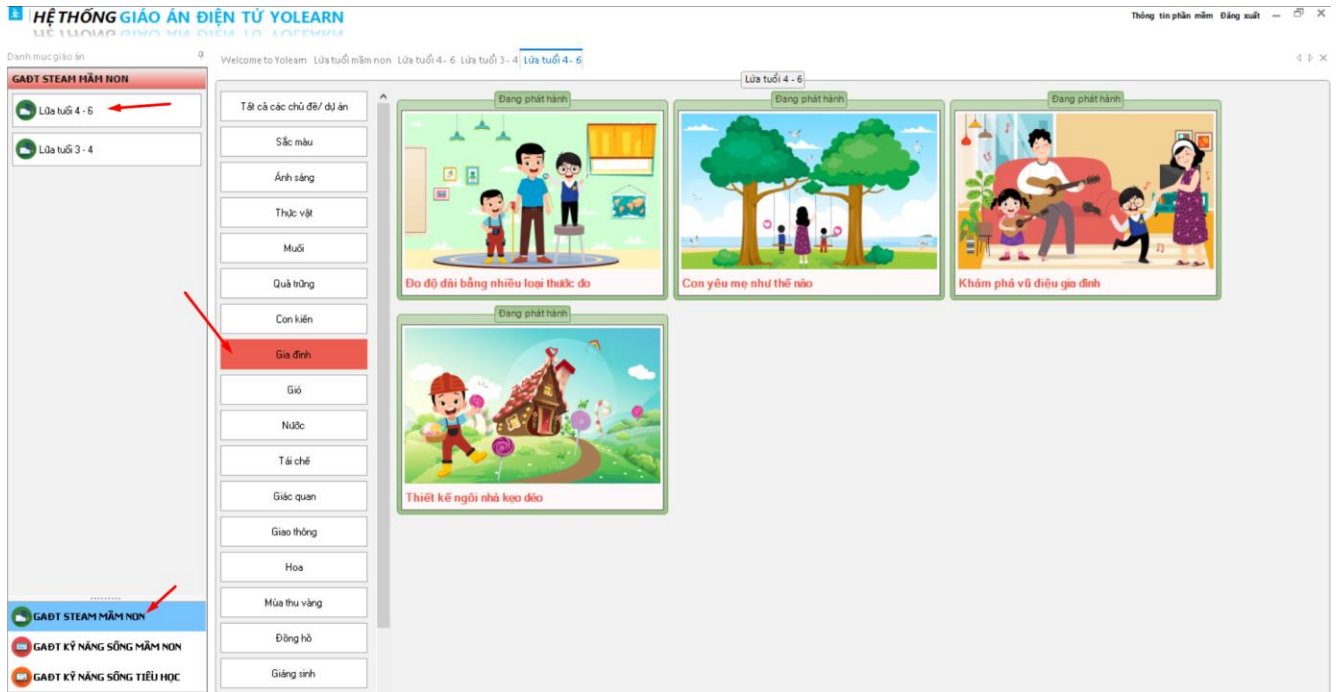 HỆ THỐNG GIÁO ÁN ĐIỆN TỬ YOLEARN
Thông tin phần mềm Đăng xuất
Danh mục giáo án
Welcome to Yolearn Lứa tuổi mầm non Lứa tuổi 4 - 6 Lứa tuổi 3 - 4 Lứa tuổi 4 - 6
GAĐT STEAM MẦM NON
Lứa tuổi 4 - 6
Lứa tuổi 3 - 4
GAĐT STEAM MẦM NON
GAĐT KỸ NĂNG SỐNG MẦM NON
GAĐT KỸ NĂNG SỐNG TIỂU HỌC
Tất cả các chủ đề/ dự án
Sắc màu
Ánh sáng
Thực vật
Muối
Quả trứng
Con kiến
Gia đình
Gió
Nước
Tái chế
Giác quan
Giao thông
Hoa
Mùa thu vàng
Đồng hồ
Giáng sinh
Lứa tuổi 4 - 6
Đang phát hành
Đo độ dài bằng nhiều loại thước đo
Đang phát hành
Con yêu mẹ như thế nào
Đang phát hành
Khám phá vũ điệu gia đình
Đang phát hành
Thiết kế ngôi nhà kẹo dẻo